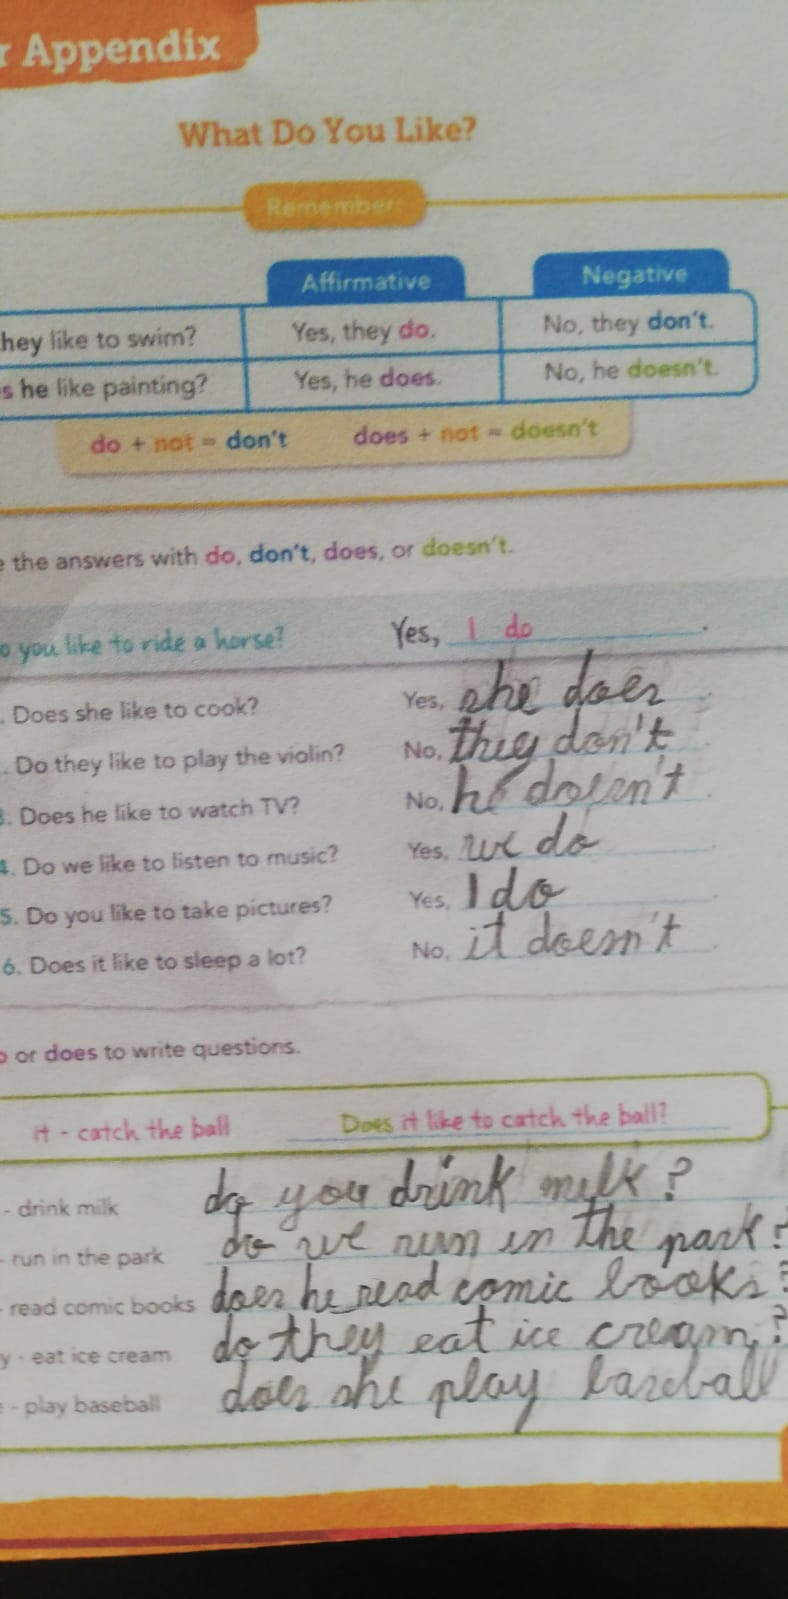 r Appendix
What Do You Like?
Remember:
Affirmative Negative
hey like to swim? Yes, they do. No, they don't.
s he like painting? Yes, he does. No, he doesn't.
do + not = don't does + not = doesn't
e the answers with do, don't, does, or doesn't.
o you like to ride a horse? Yes, I do.
. Does she like to cook? Yes, she does.
. Do they like to play the violin? No, they don't.
3. Does he like to watch TV? No, he doesn't.
4. Do we like to listen to music? Yes, we do.
5. Do you like to take pictures? Yes, I do.
6. Does it like to sleep a lot? No, it doesn't.
o or does to write questions.
it - catch the ball Does it like to catch the ball?
- drink milk do you drink milk?
- run in the park do we run in the park?
- read comic books does he read comic books?
y - eat ice cream do they eat ice cream?
e - play baseball does she play baseball